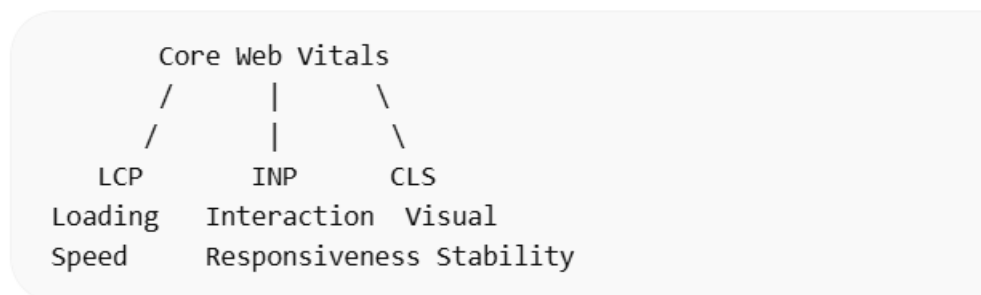 Core Web Vitals
/ | \
/ | \
LCP INP CLS
Loading Interaction Visual
Speed Responsiveness Stability